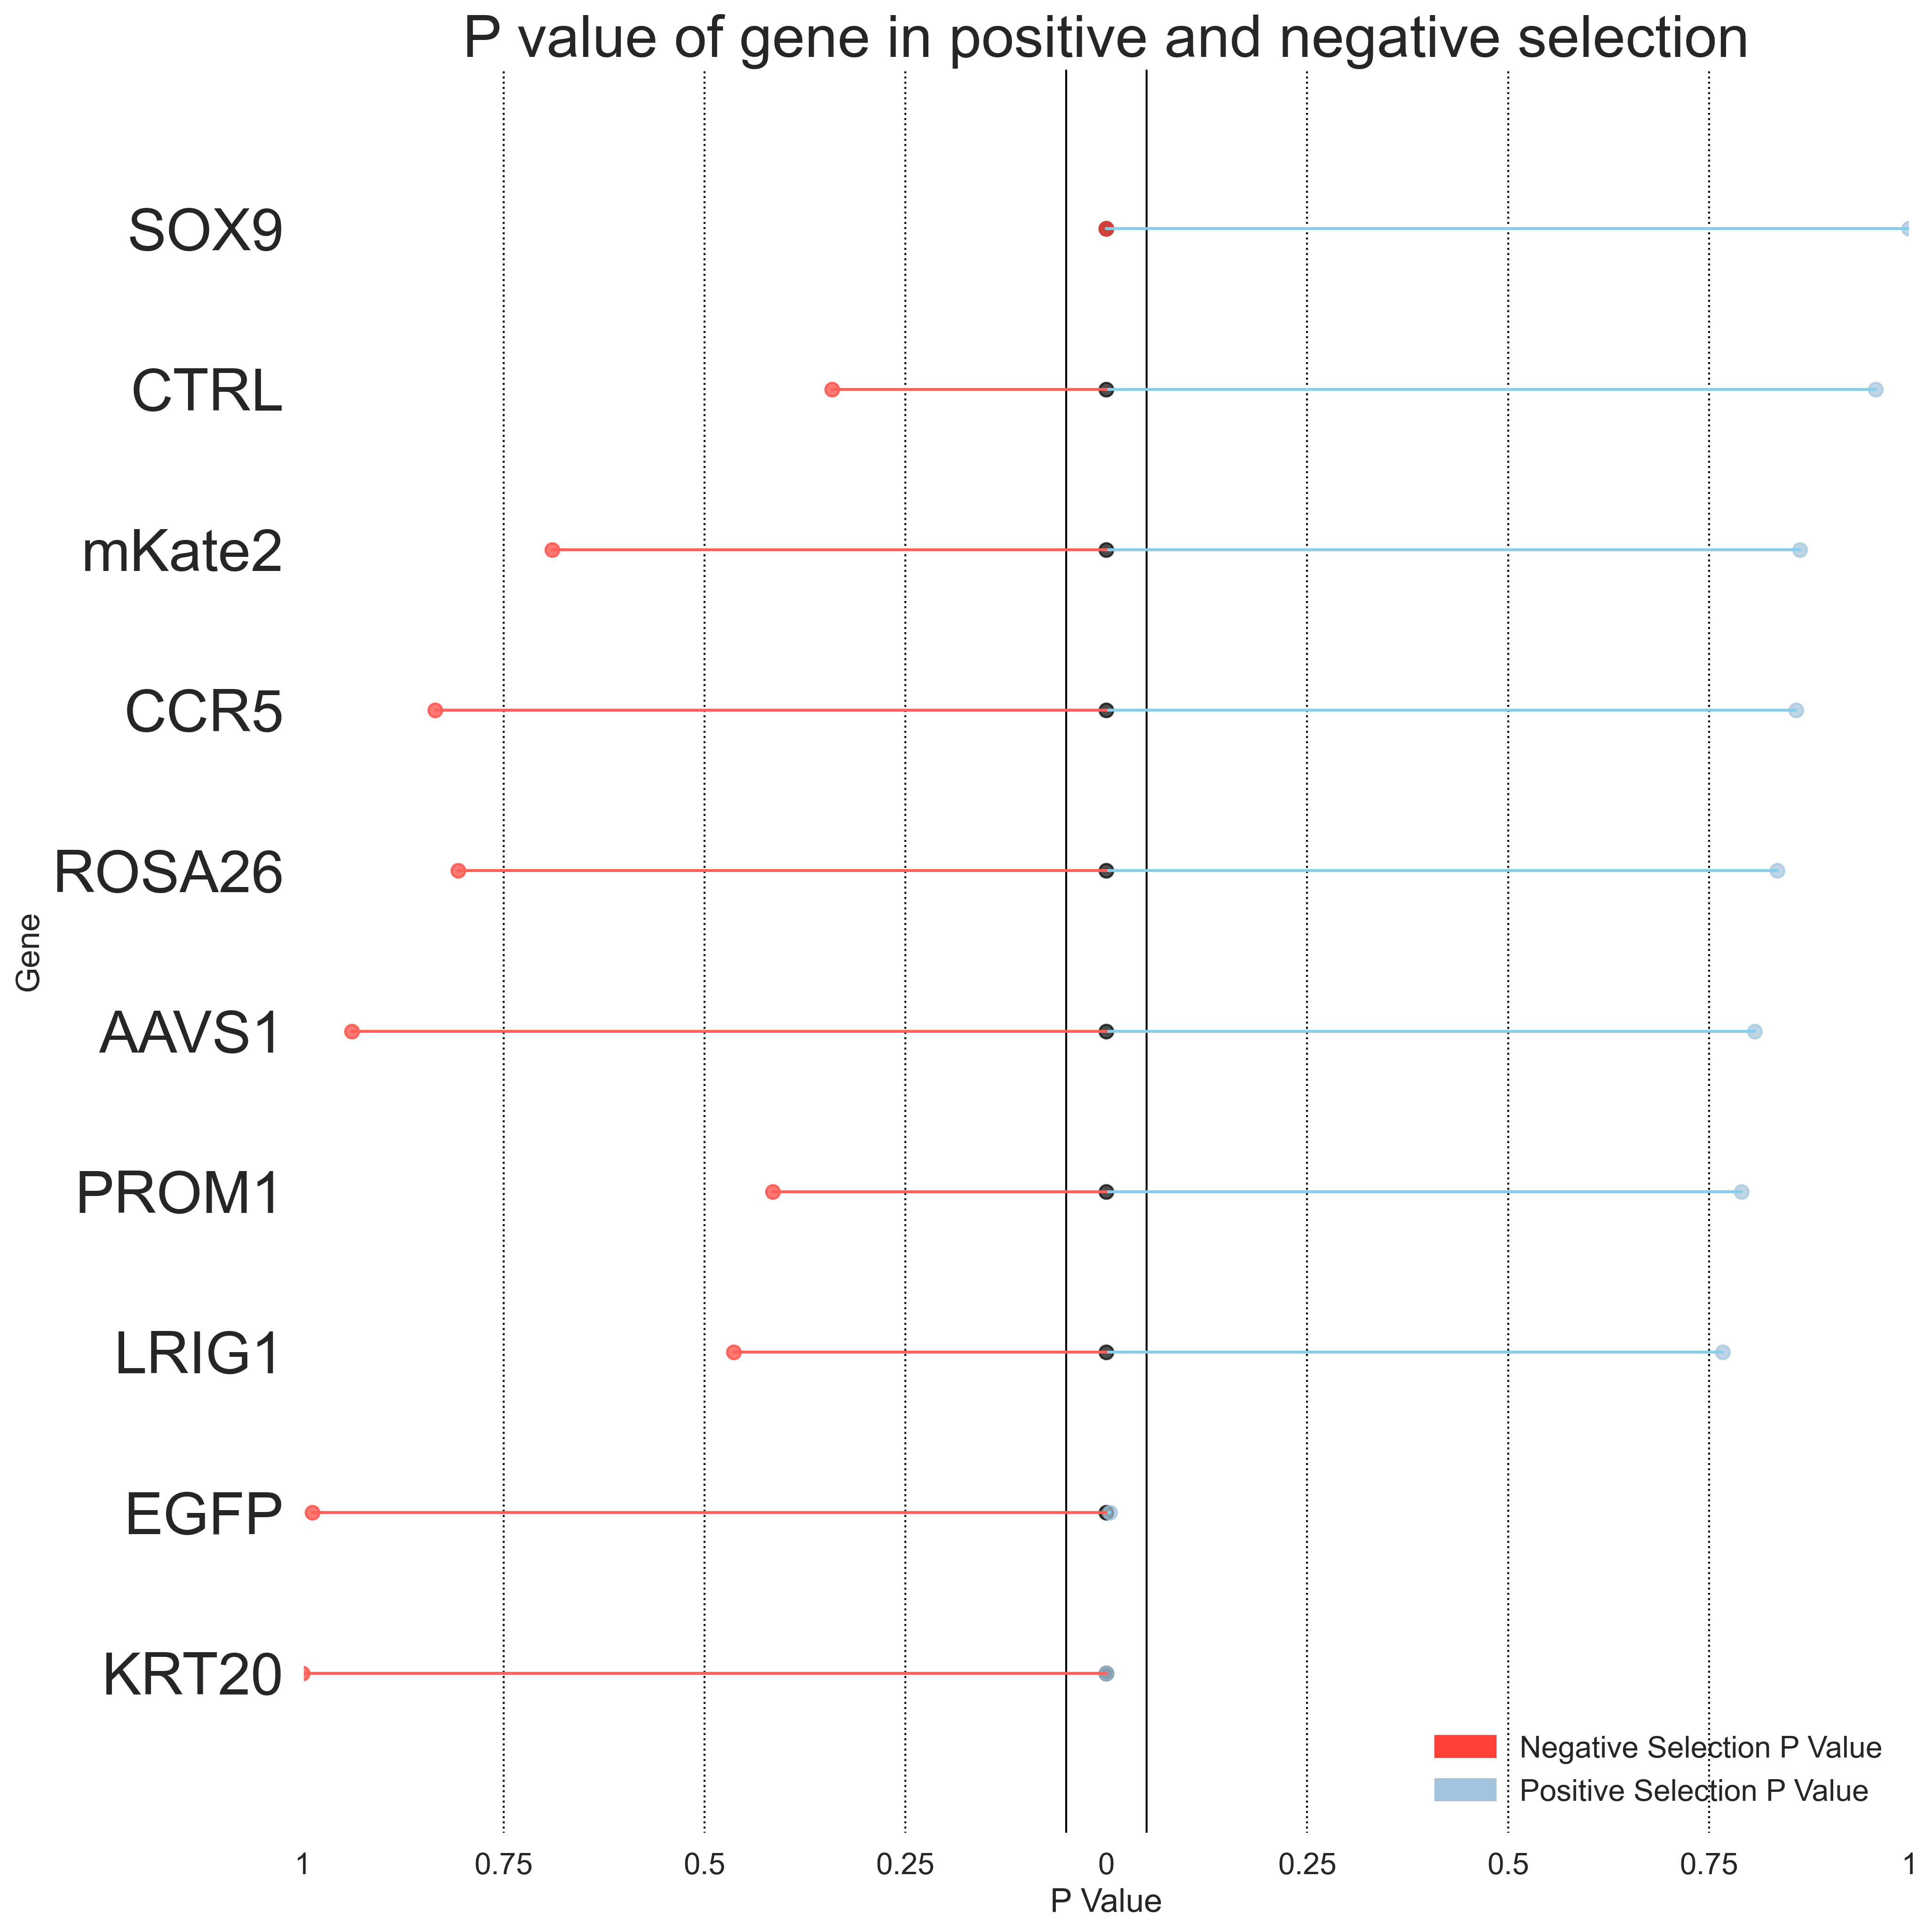 P value of gene in positive and negative selection
SOX9
CTRL
mKate2
CCR5
ROSA26
Gene
AAVS1
PROM1
LRIG1
EGFP
KRT20
Negative Selection P Value
Positive Selection P Value
1 0.75 0.5 0.25 0 0.25 0.5 0.75 1
P Value